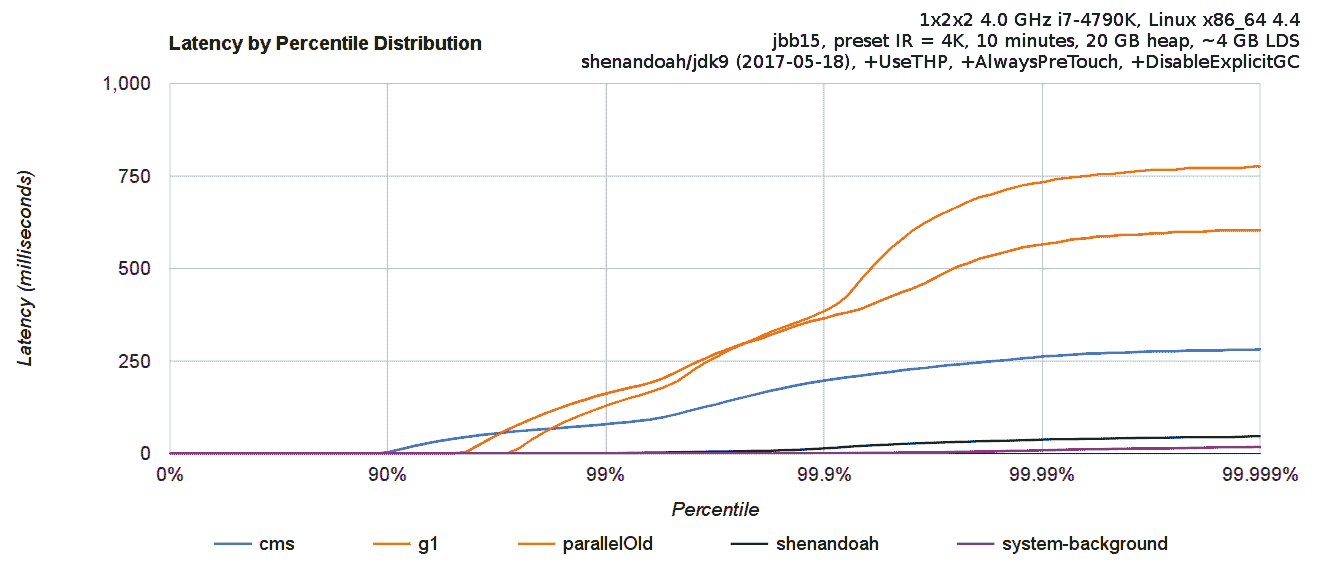 1x2x2 4.0 GHz i7-4790K, Linux x86_64 4.4
Latency by Percentile Distribution
jbb15, preset IR = 4K, 10 minutes, 20 GB heap, ~4 GB LDS
shenandoah/jdk9 (2017-05-18), +UseTHP, +AlwaysPreTouch, +DisableExplicitGC
1,000
750
500
250
0
Latency (milliseconds)
0% 90% 99% 99.9% 99.99% 99.999%
Percentile
cms g1 parallelOld shenandoah system-background